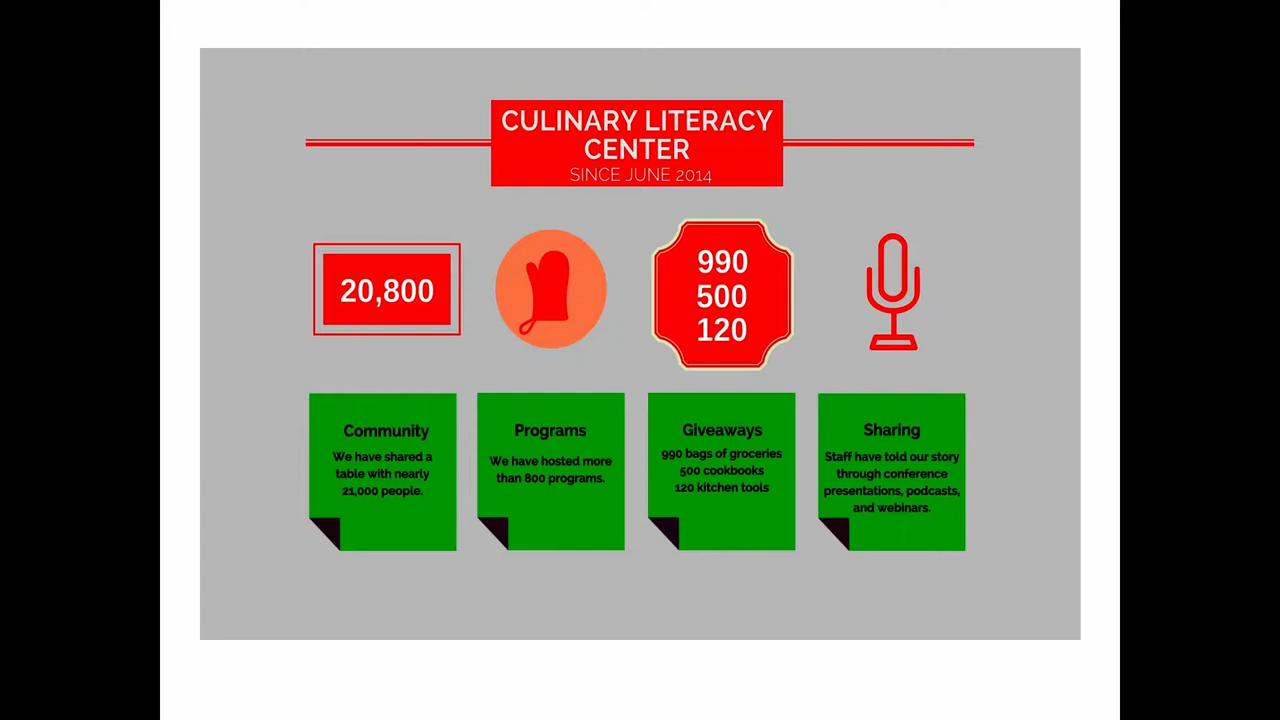 CULINARY LITERACY
CENTER
SINCE JUNE 2014
20,800
990
500
120
Community
We have shared a
table with nearly
21,000 people.
Programs
We have hosted more
than 800 programs.
Giveaways
990 bags of groceries
500 cookbooks
120 kitchen tools
Sharing
Staff have told our story
through conference
presentations, podcasts,
and webinars.